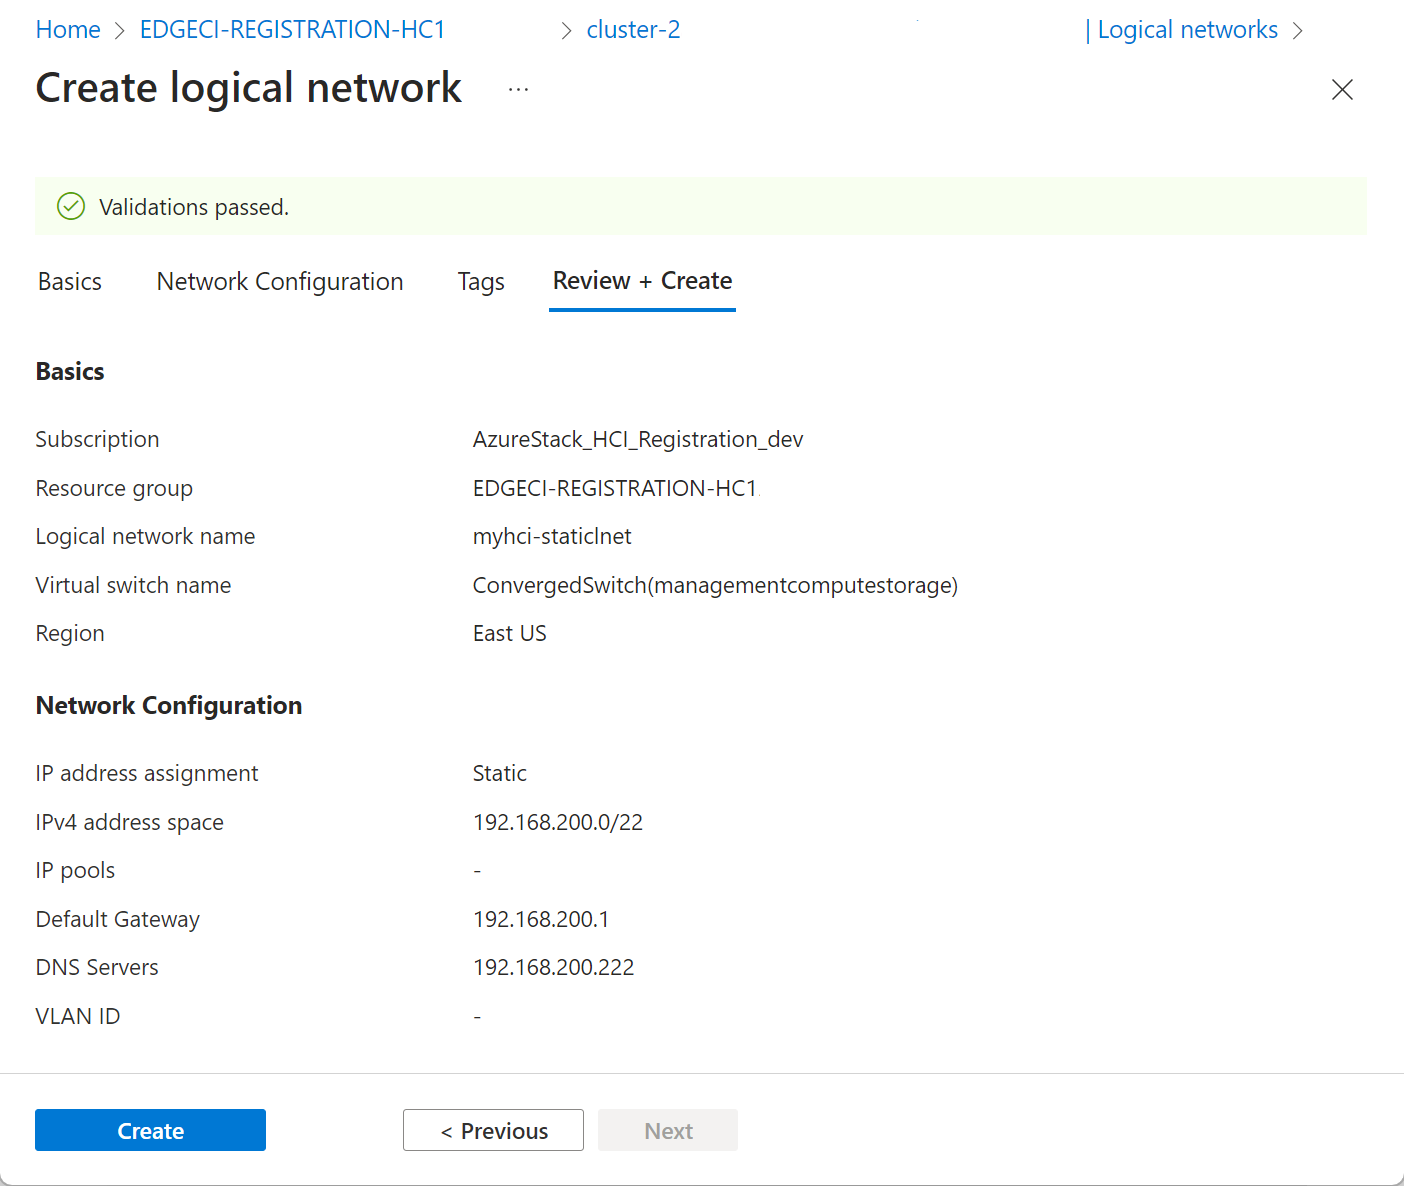 Home > EDGECI-REGISTRATION-HC1 > cluster-2 | Logical networks >
Create logical network ...
Validations passed.
Basics Network Configuration Tags Review + Create
Basics
Subscription AzureStack_HCI_Registration_dev
Resource group EDGECI-REGISTRATION-HC1
Logical network name myhci-staticlnet
Virtual switch name ConvergedSwitch(managementcomputestorage)
Region East US
Network Configuration
IP address assignment Static
IPv4 address space 192.168.200.0/22
IP pools -
Default Gateway 192.168.200.1
DNS Servers 192.168.200.222
VLAN ID -
Create < Previous Next